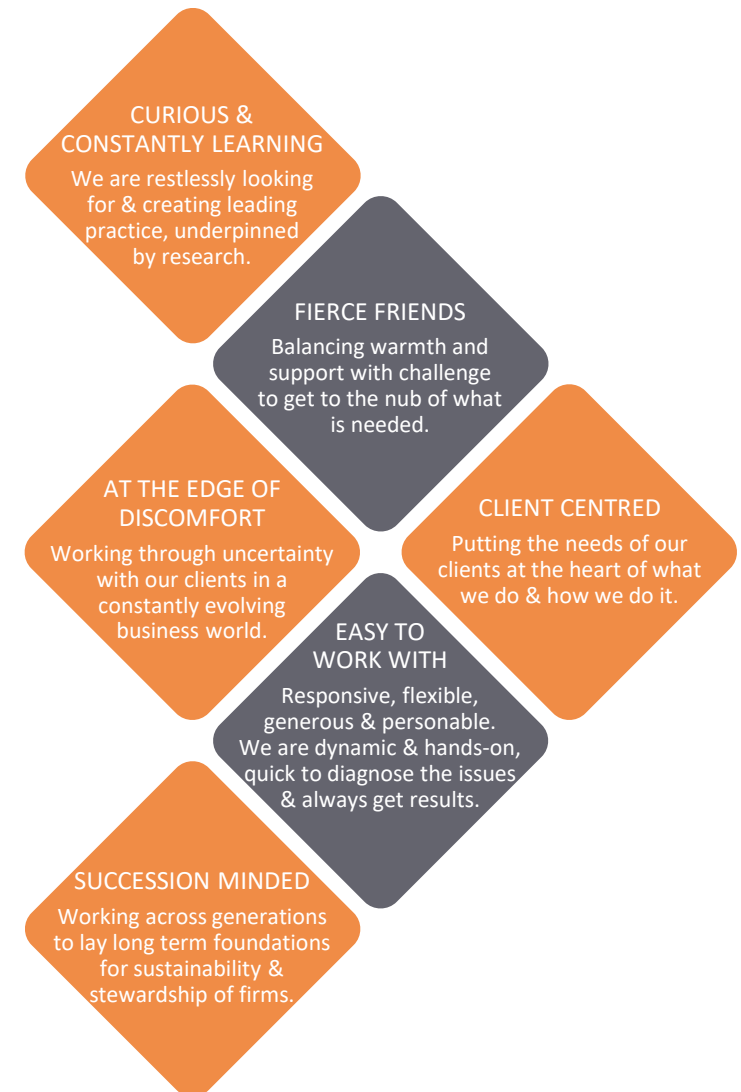 CURIOUS &
CONSTANTLY LEARNING
We are restlessly looking
for & creating leading
practice, underpinned
by research.
FIERCE FRIENDS
Balancing warmth and
support with challenge
to get to the nub of what
is needed.
AT THE EDGE OF
DISCOMFORT
Working through uncertainty
with our clients in a
constantly evolving
business world.
CLIENT CENTRED
Putting the needs of our
clients at the heart of what
we do & how we do it.
EASY TO
WORK WITH
Responsive, flexible,
generous & personable.
We are dynamic & hands-on,
quick to diagnose the issues
& always get results.
SUCCESSION MINDED
Working across generations
to lay long term foundations
for sustainability &
stewardship of firms.